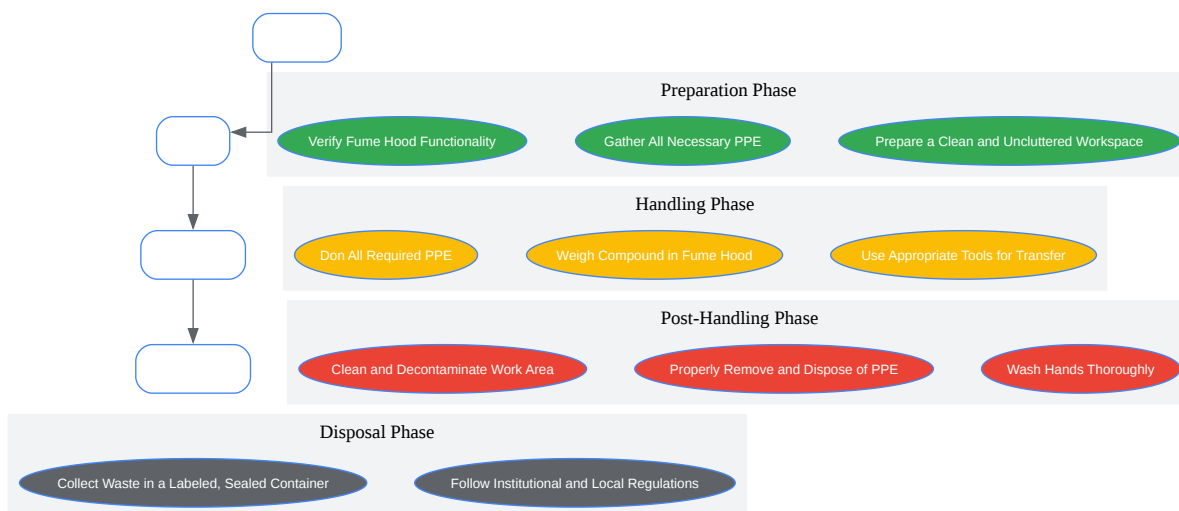 Preparation Phase
Verify Fume Hood Functionality
Gather All Necessary PPE
Prepare a Clean and Uncluttered Workspace
Handling Phase
Don All Required PPE
Weigh Compound in Fume Hood
Use Appropriate Tools for Transfer
Post-Handling Phase
Clean and Decontaminate Work Area
Properly Remove and Dispose of PPE
Wash Hands Thoroughly
Disposal Phase
Collect Waste in a Labeled, Sealed Container
Follow Institutional and Local Regulations